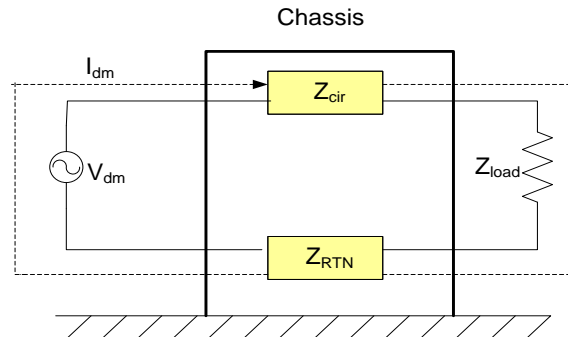 Chassis
I_dm
Z_cir
V_dm
Z_load
Z_RTN